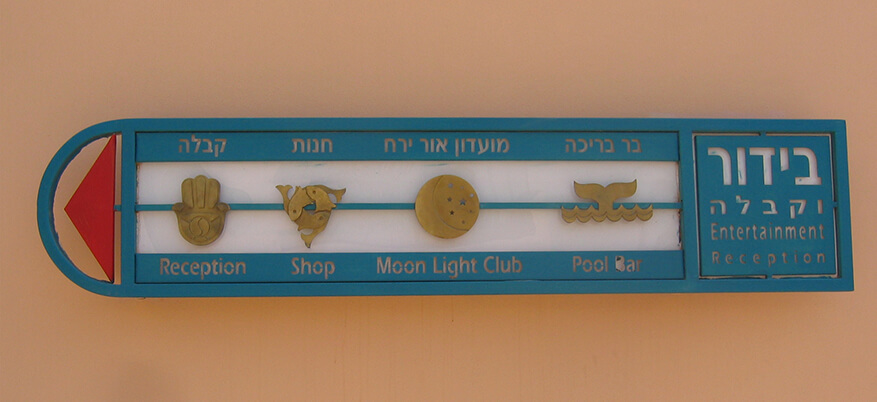 קבלה
חנות
מועדון אור ירח
בר בריכה
Reception
Shop
Moon Light Club
Pool Bar
בידור
וקבלה
Entertainment
Reception